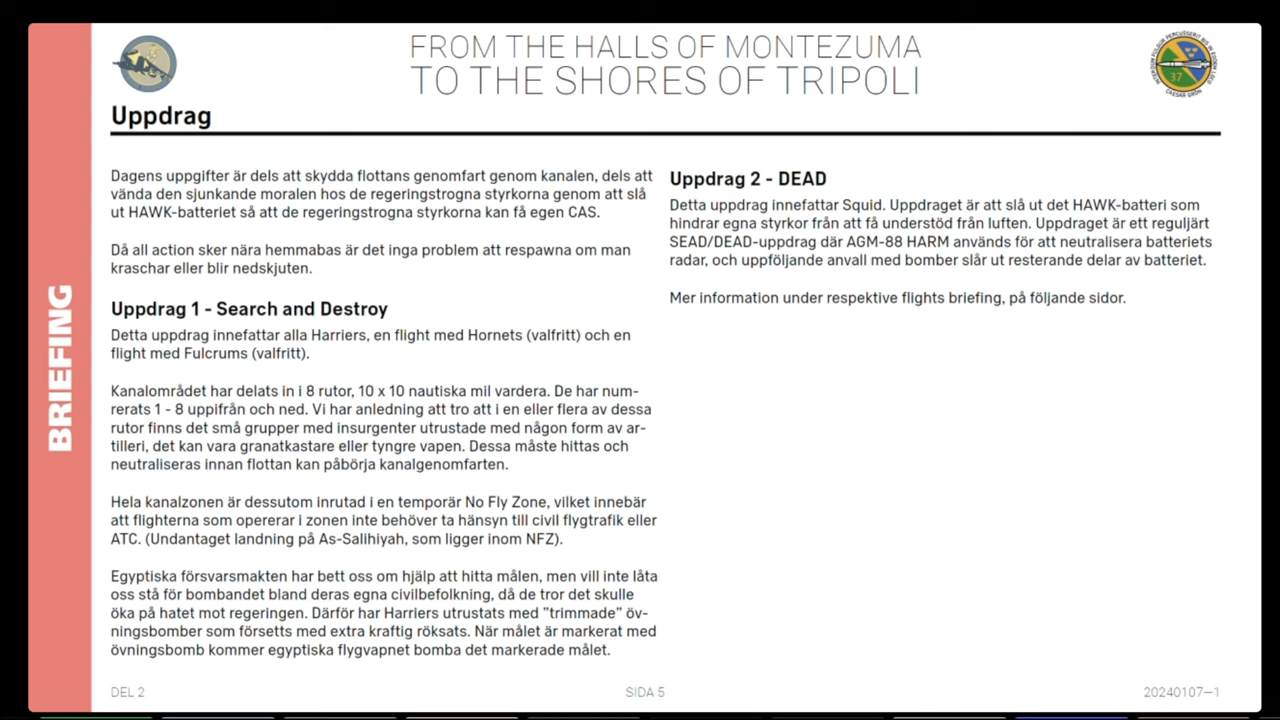 FROM THE HALLS OF MONTEZUMA
TO THE SHORES OF TRIPOLI
37
CAESAR GRÖN
Uppdrag
BRIEFING
Dagens uppgifter är dels att skydda flottans genomfart genom kanalen, dels att
vända den sjunkande moralen hos de regeringstrogna styrkorna genom att slå
ut HAWK-batteriet så att de regeringstrogna styrkorna kan få egen CAS.
Då all action sker nära hemmabas är det inga problem att respawna om man
kraschar eller blir nedskjuten.
Uppdrag 1 - Search and Destroy
Detta uppdrag innefattar alla Harriers, en flight med Hornets (valfritt) och en
flight med Fulcrums (valfritt).
Kanalområdet har delats in i 8 rutor, 10 x 10 nautiska mil vardera. De har num-
rerats 1 - 8 uppifrån och ned. Vi har anledning att tro att i en eller flera av dessa
rutor finns det små grupper med insurgenter utrustade med någon form av ar-
tilleri, det kan vara granatkastare eller tyngre vapen. Dessa måste hittas och
neutraliseras innan flottan kan påbörja kanalgenomfarten.
Hela kanalzonen är dessutom inrutad i en temporär No Fly Zone, vilket innebär
att flighterna som opererar i zonen inte behöver ta hänsyn till civil flygtrafik eller
ATC. (Undantaget landning på As-Salihiyah, som ligger inom NFZ).
Egyptiska försvarsmakten har bett oss om hjälp att hitta målen, men vill inte låta
oss stå för bombandet bland deras egna civilbefolkning, då de tror det skulle
öka på hatet mot regeringen. Därför har Harriers utrustats med ”trimmade” öv-
ningsbomber som försetts med extra kraftig röksats. När målet är markerat med
övningsbomb kommer egyptiska flygvapnet bomba det markerade målet.
Uppdrag 2 - DEAD
Detta uppdrag innefattar Squid. Uppdraget är att slå ut det HAWK-batteri som
hindrar egna styrkor från att få understöd från luften. Uppdraget är ett reguljärt
SEAD/DEAD-uppdrag där AGM-88 HARM används för att neutralisera batteriets
radar, och uppföljande anvall med bomber slår ut resterande delar av batteriet.
Mer information under respektive flights briefing, på följande sidor.
DEL 2
SIDA 5
20240107—1